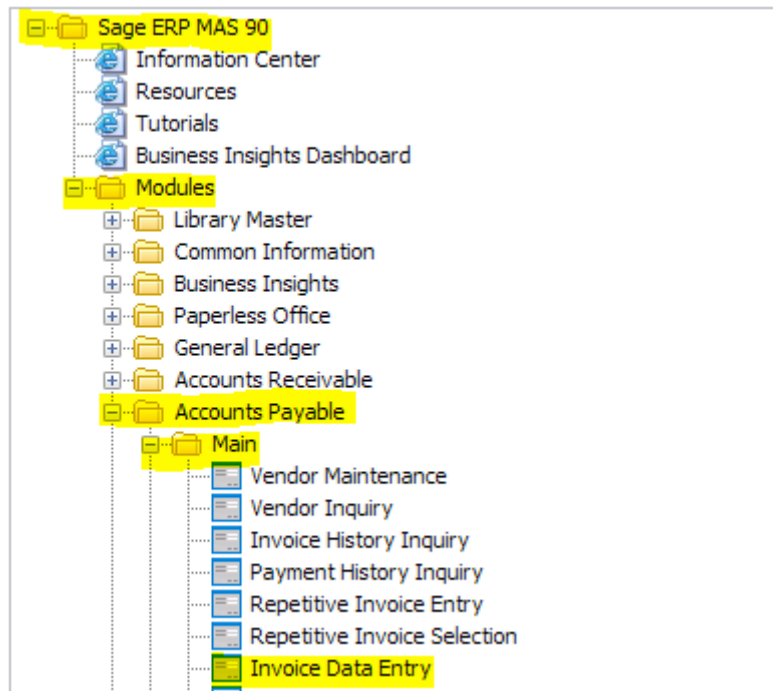 Sage ERP MAS 90
Information Center
Resources
Tutorials
Business Insights Dashboard
Modules
Library Master
Common Information
Business Insights
Paperless Office
General Ledger
Accounts Receivable
Accounts Payable
Main
Vendor Maintenance
Vendor Inquiry
Invoice History Inquiry
Payment History Inquiry
Repetitive Invoice Entry
Repetitive Invoice Selection
Invoice Data Entry